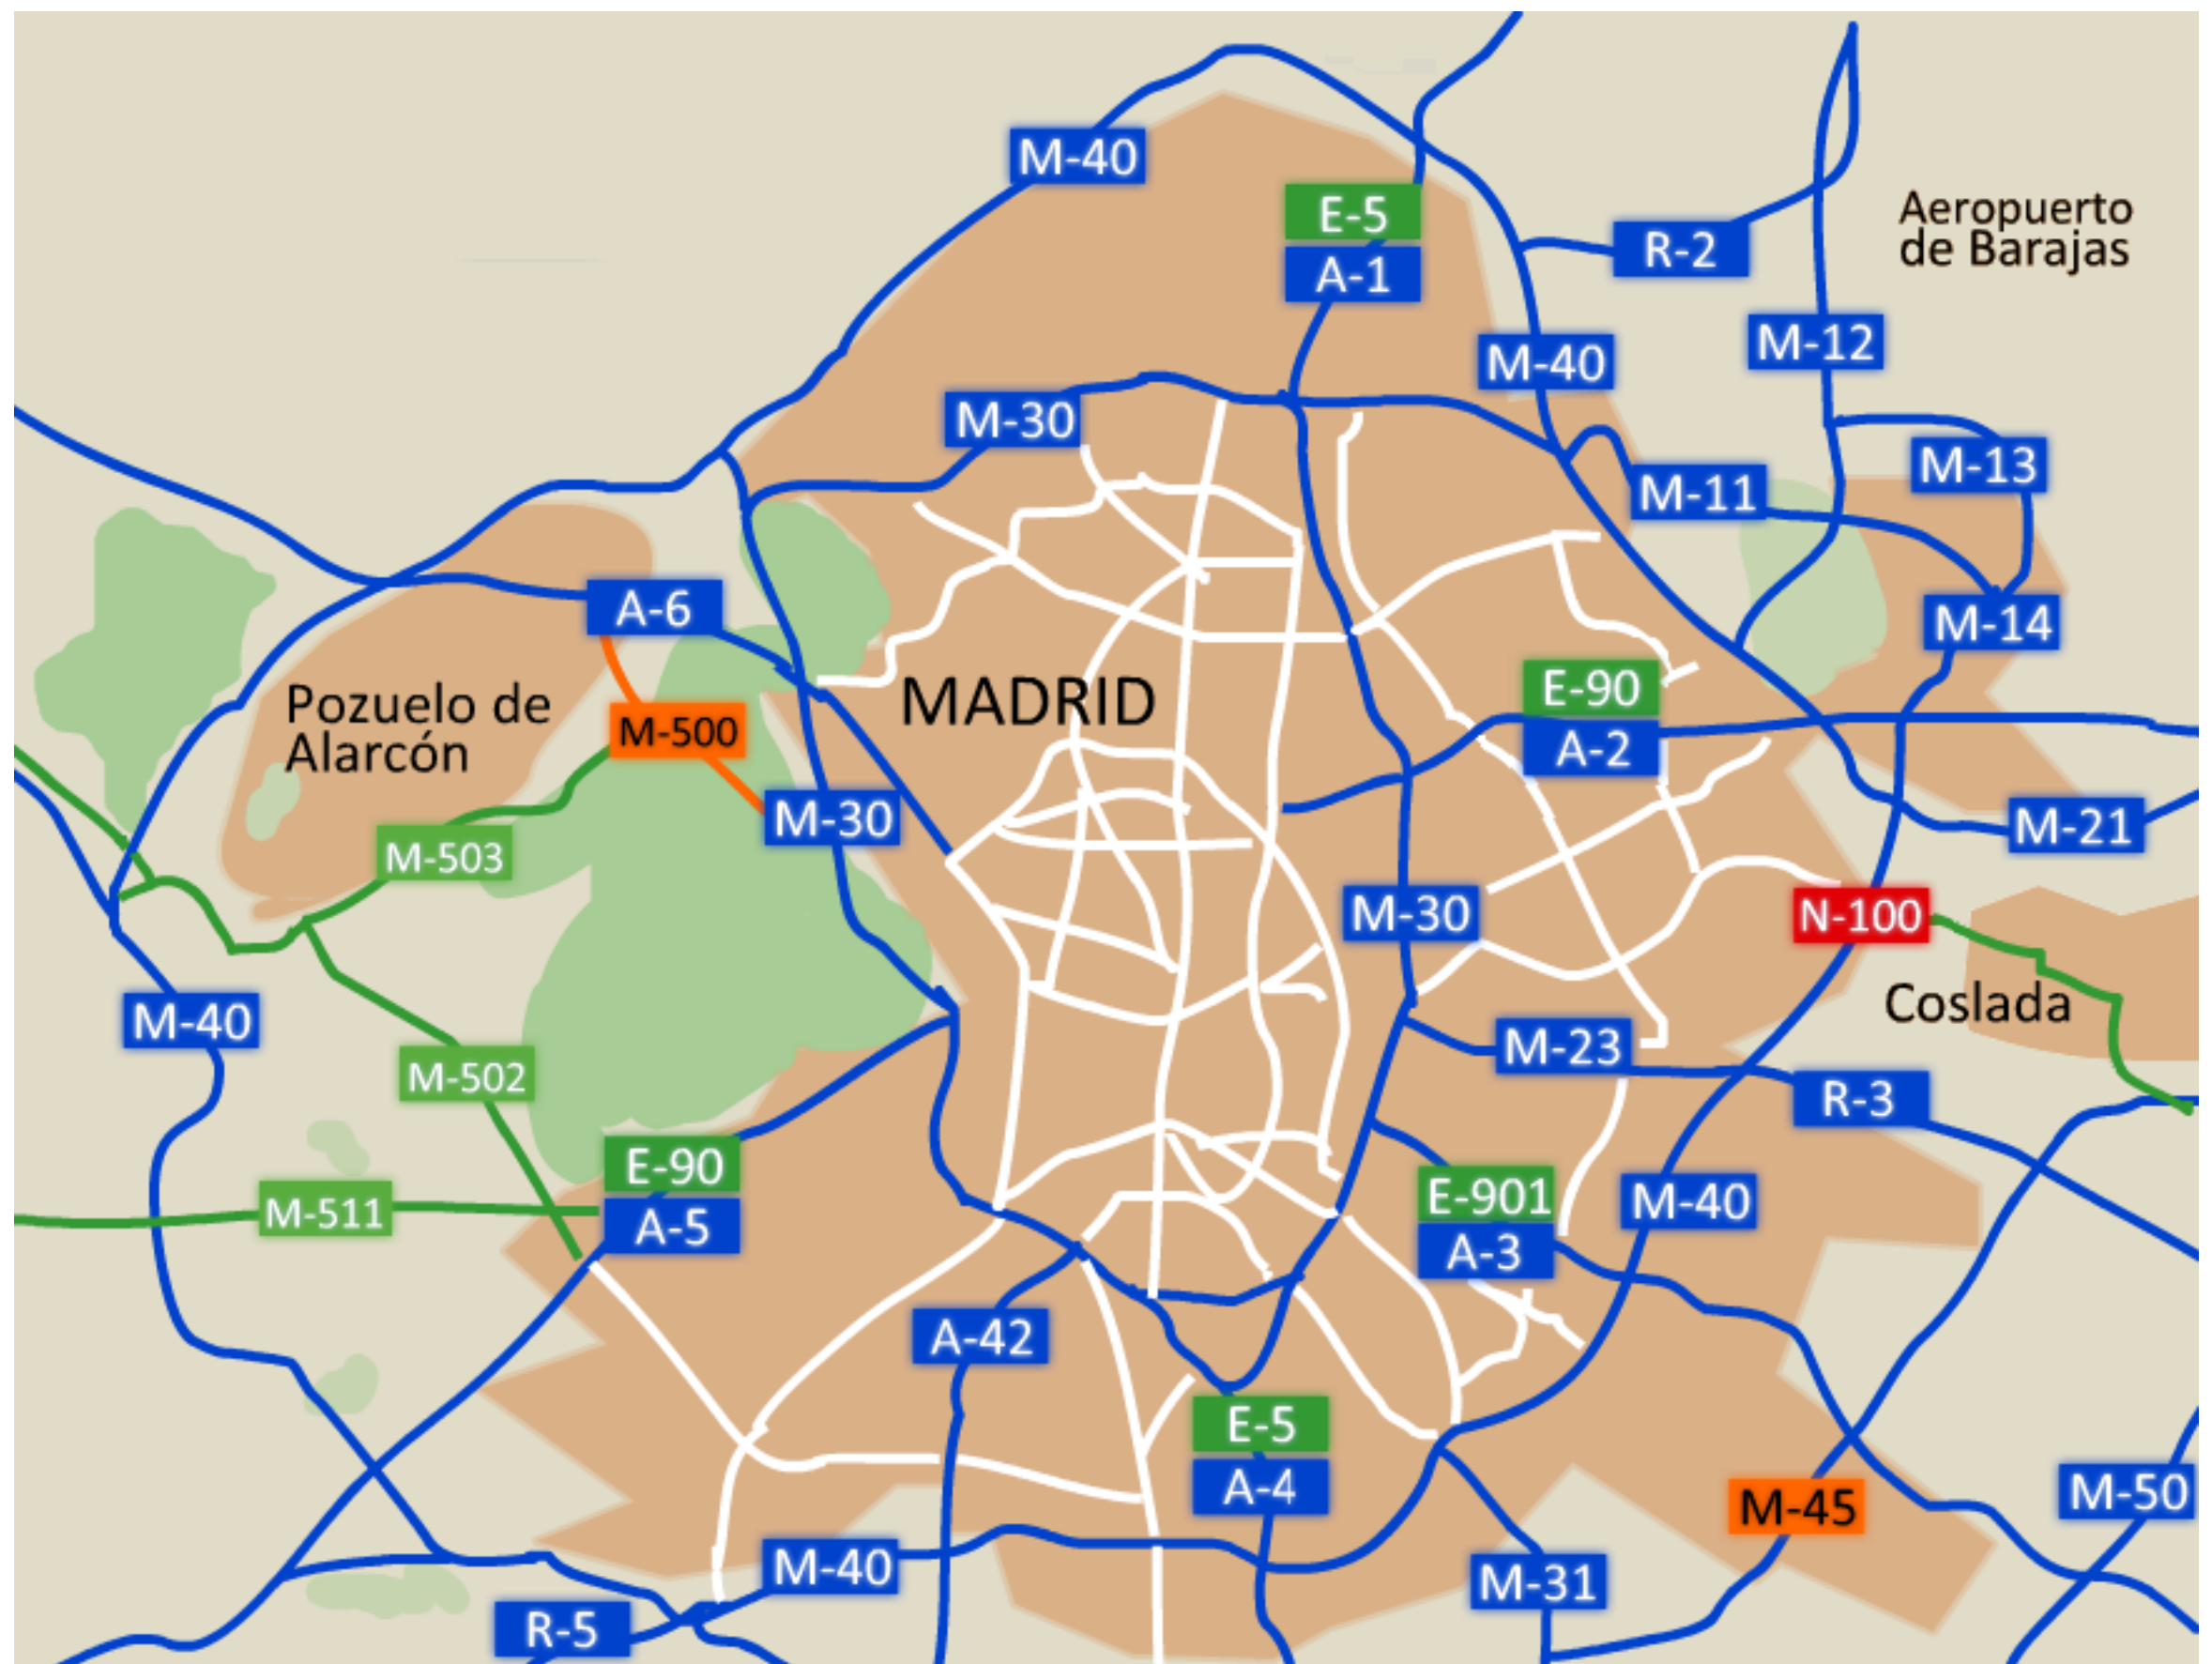 M-40
E-5
A-1
Aeropuerto
de Barajas
R-2
M-12
M-40
M-30
M-13
M-11
A-6
M-14
E-90
A-2
MADRID
Pozuelo de
Alarcón
M-500
M-30
M-21
M-503
M-30
N-100
Coslada
M-40
M-23
M-502
R-3
E-90
A-5
M-511
E-901
A-3
M-40
A-42
E-5
A-4
M-45
M-50
M-40
M-31
R-5